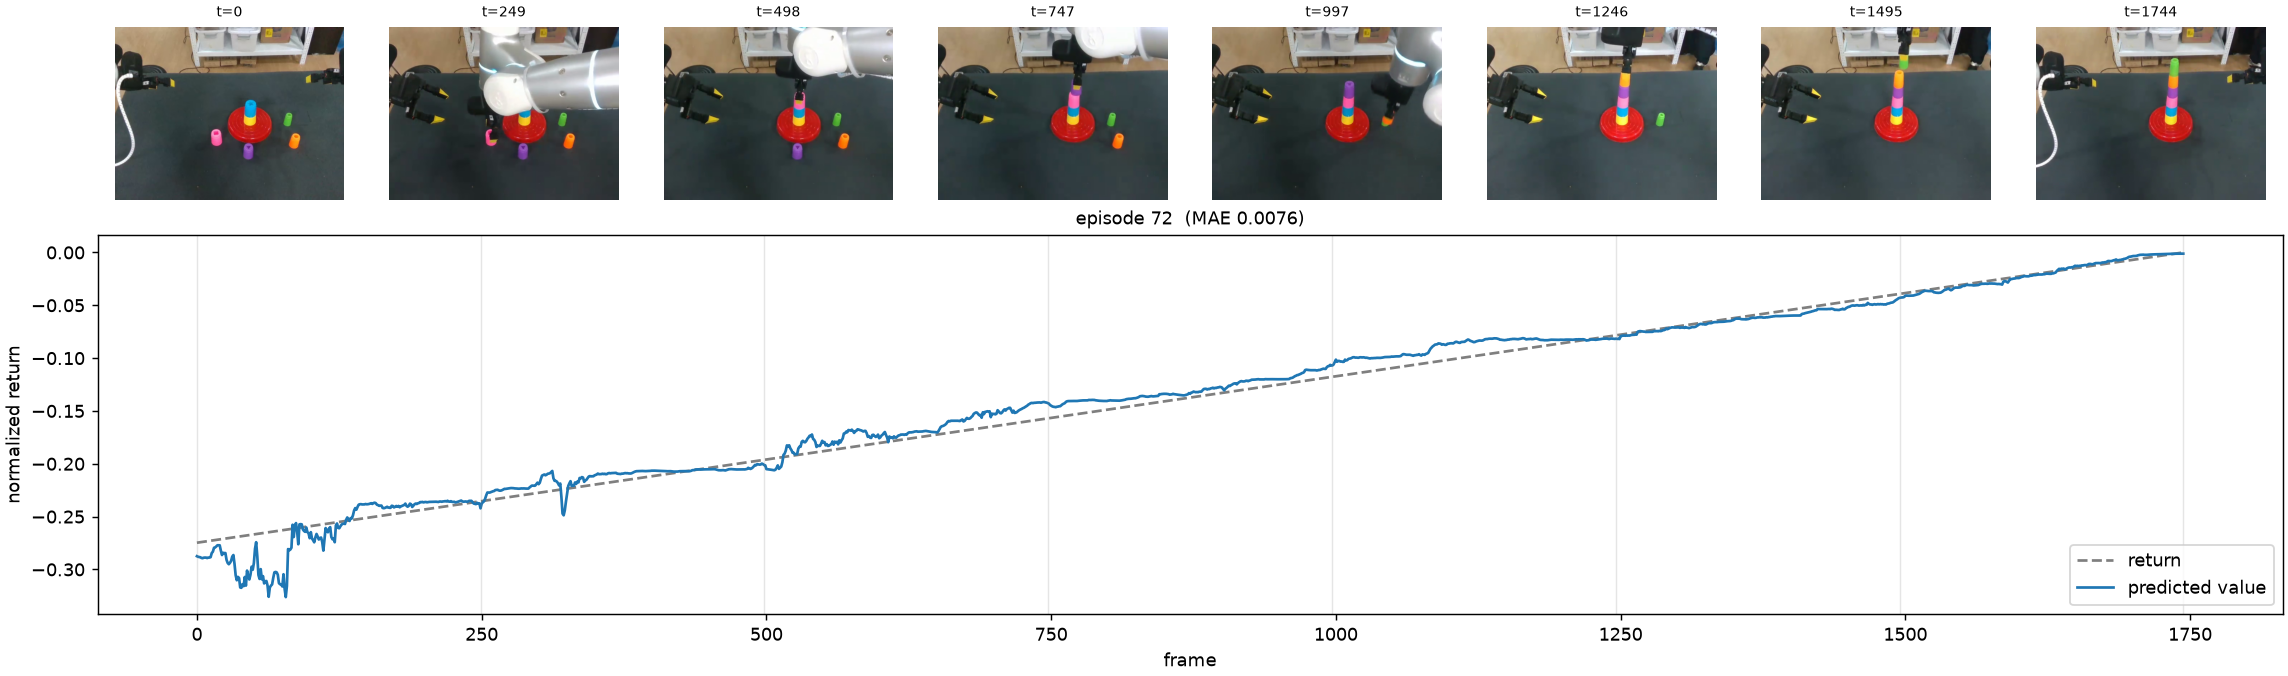 t=0
t=249
t=498
t=747
t=997
t=1246
t=1495
t=1744
episode 72  (MAE 0.0076)
normalized return
0.00
−0.05
−0.10
−0.15
−0.20
−0.25
−0.30
return
predicted value
0
250
500
750
1000
1250
1500
1750
frame